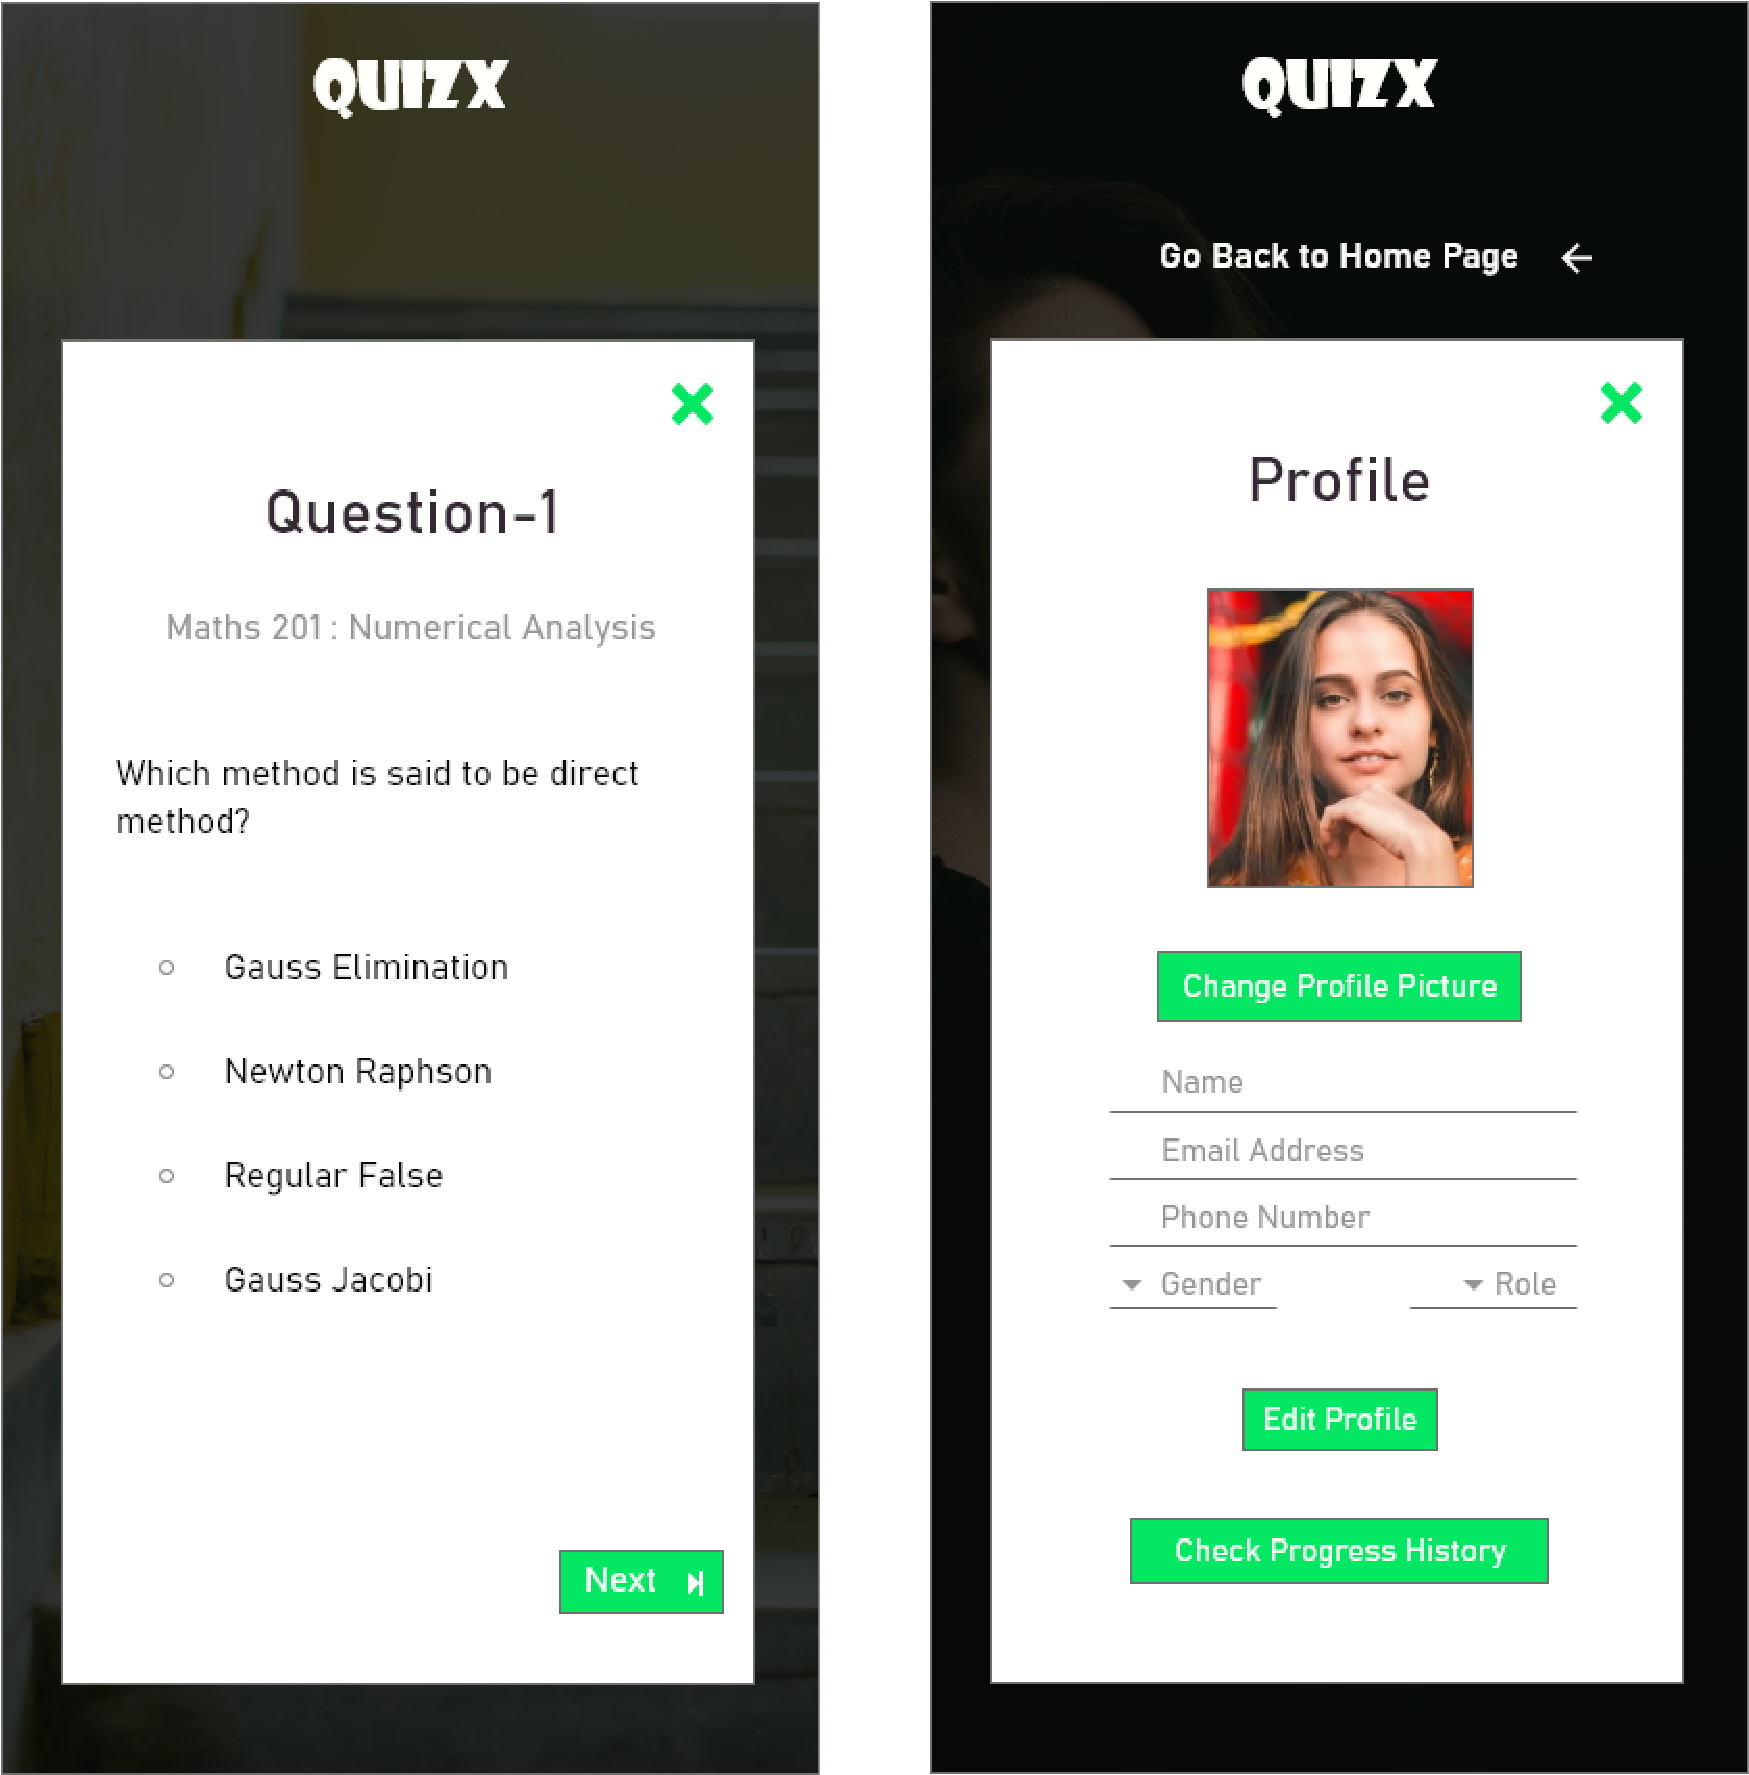 QUIZX
Question-1
Maths 201 : Numerical Analysis
Which method is said to be direct
method?
Gauss Elimination
Newton Raphson
Regular False
Gauss Jacobi
Next
QUIZX
Go Back to Home Page
Profile
Change Profile Picture
Name
Email Address
Phone Number
Gender Role
Edit Profile
Check Progress History